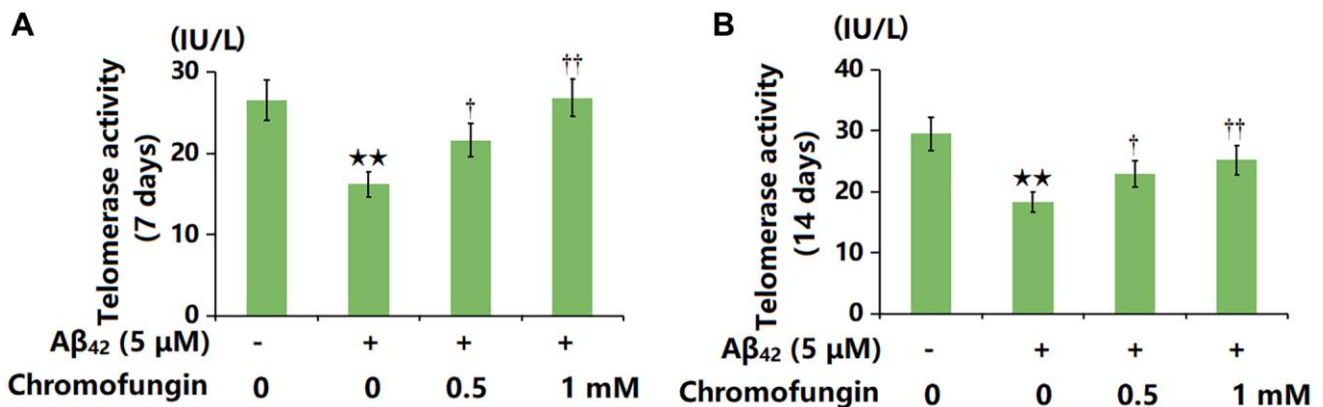 A
(IU/L)
Telomerase activity
(7 days)
30
20
10
0
★★
†
††
Aβ₄₂ (5 μM) - + + +
Chromofungin 0 0 0.5 1 mM
B
(IU/L)
Telomerase activity
(14 days)
40
30
20
10
0
★★
†
††
Aβ₄₂ (5 μM) - + + +
Chromofungin 0 0 0.5 1 mM